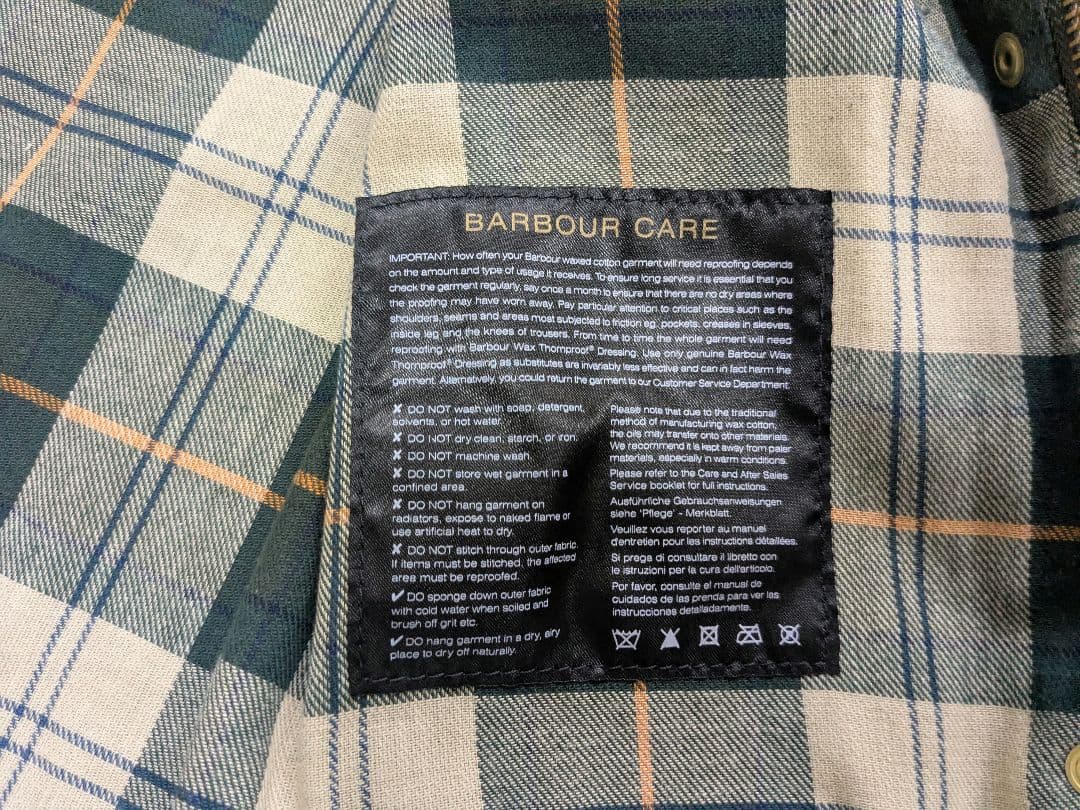 BARBOUR CARE
IMPORTANT: How often your Barbour waxed cotton garment will need reproofing depends
on the amount and type of usage it receives. To ensure long service it is essential that you
check the garment regularly, say once a month to ensure that there are no dry areas where
the proofing may have worn away. Pay particular attention to critical places such as the
shoulders, seams and areas most subjected to friction eg. pockets, creases in sleeves,
inside leg and the knees of trousers. From time to time the whole garment will need
reproofing with Barbour Wax Thornproof® Dressing. Use only genuine Barbour Wax
Thornproof® Dressing as substitutes are invariably less effective and can in fact harm the
garment. Alternatively, you could return the garment to our Customer Service Department.
✘ DO NOT wash with soap, detergent,
solvents, or hot water.
✘ DO NOT dry clean, starch, or iron.
✘ DO NOT machine wash.
✘ DO NOT store wet garment in a
confined area.
✘ DO NOT hang garment on
radiators, expose to naked flame or
use artificial heat to dry.
✘ DO NOT stitch through outer fabric.
If items must be stitched, the affected
area must be reproofed.
✔ DO sponge down outer fabric
with cold water when soiled and
brush off grit etc.
✔ DO hang garment in a dry, airy
place to dry off naturally.
Please note that due to the traditional
method of manufacturing wax cotton,
the oils may transfer onto other materials.
We recommend it is kept away from paler
materials, especially in warm conditions.
Please refer to the Care and After Sales
Service booklet for full instructions.
Ausführliche Gebrauchsanweisungen
siehe 'Pflege' - Merkblatt.
Veuillez vous reporter au manuel
d'entretien pour les instructions détaillées.
Si prega di consultare il libretto con
le istruzioni per la cura dell'articolo.
Por favor, consulte el manual de
cuidados de las prenda para ver las
instrucciones detalladamente.